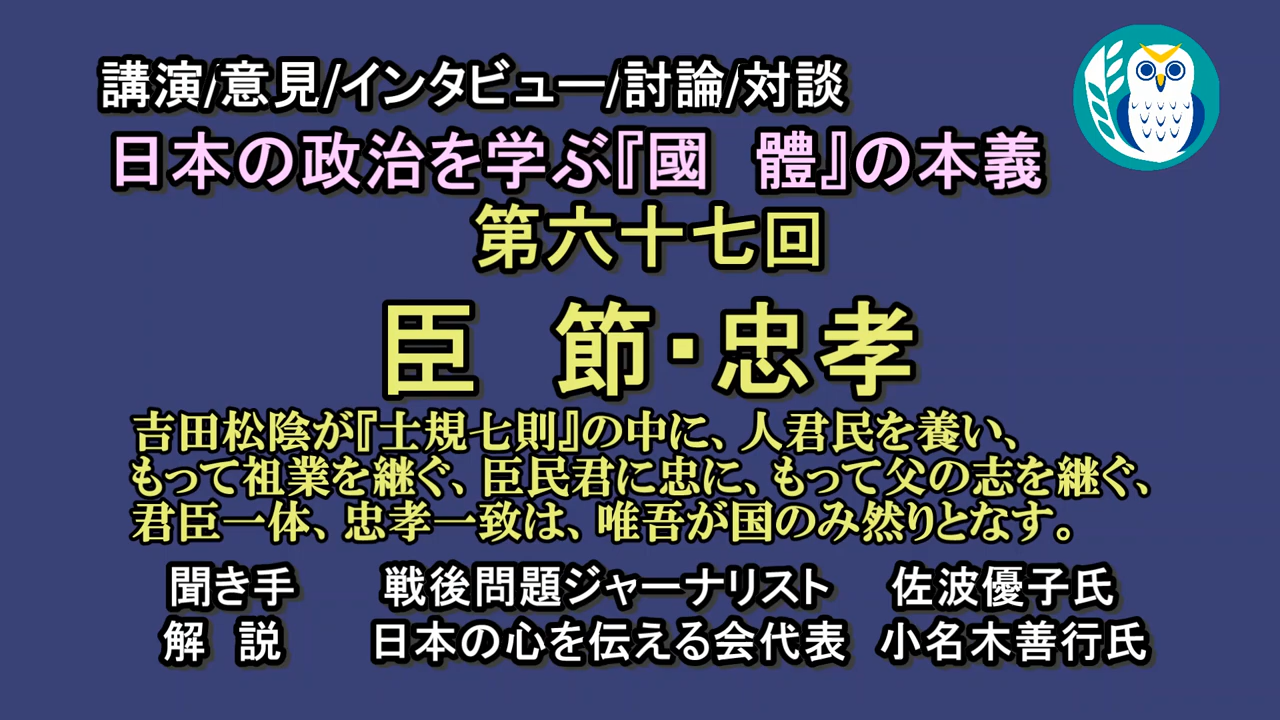 講演/意見/インタビュー/討論/対談
日本の政治を学ぶ『國　體』の本義
第六十七回
臣　節・忠孝
吉田松陰が『士規七則』の中に、人君民を養い、
もって祖業を継ぐ、臣民君に忠に、もって父の志を継ぐ、
君臣一体、忠孝一致は、唯吾が国のみ然りとなす。
聞き手　戦後問題ジャーナリスト　佐波優子氏
解　説　日本の心を伝える会代表　小名木善行氏